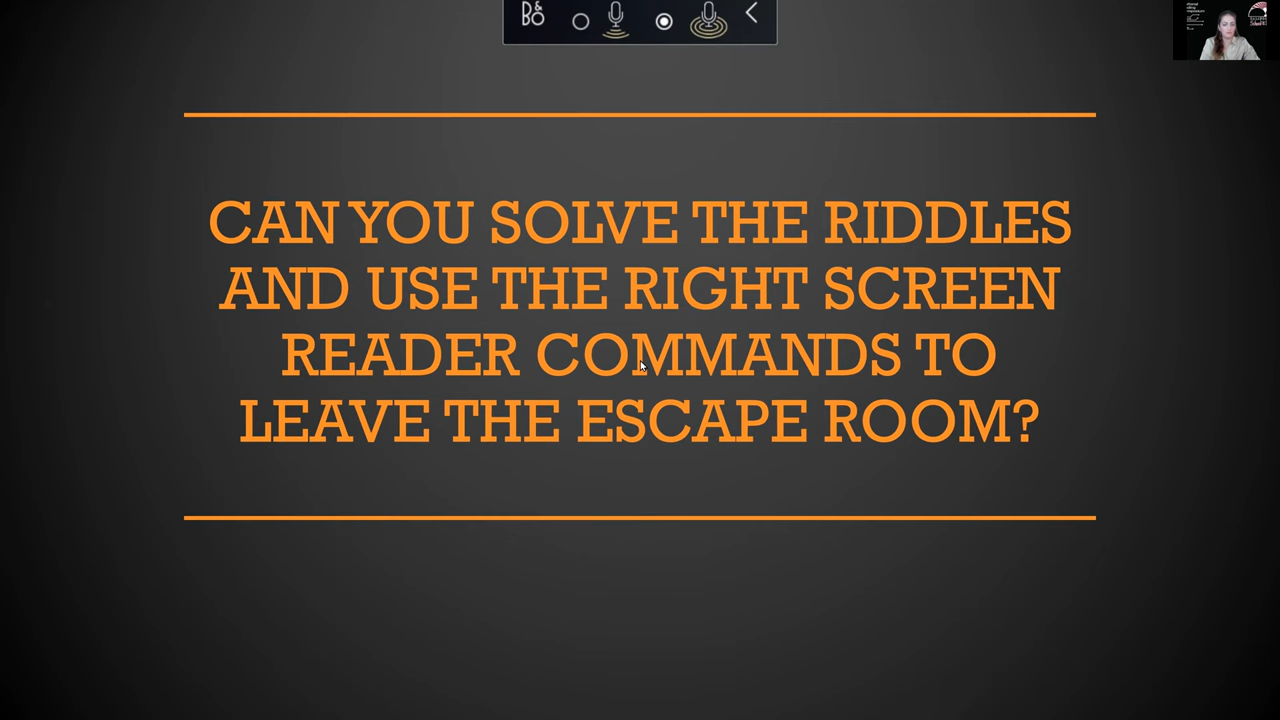 B&O
CAN YOU SOLVE THE RIDDLES
AND USE THE RIGHT SCREEN
READER COMMANDS TO
LEAVE THE ESCAPE ROOM?